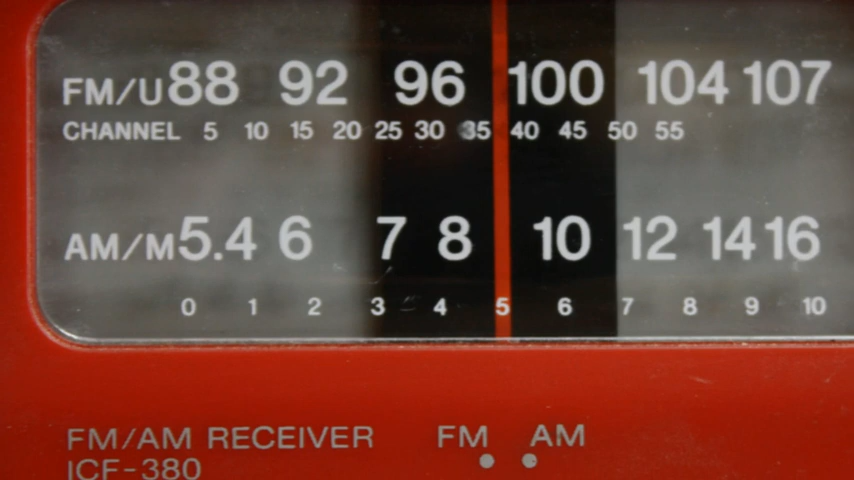 FM/U 88 92 96 100 104 107
CHANNEL 5 10 15 20 25 30 35 40 45 50 55
AM/M 5.4 6 7 8 10 12 14 16
0 1 2 3 4 5 6 7 8 9 10
FM/AM RECEIVER FM AM
ICF-380